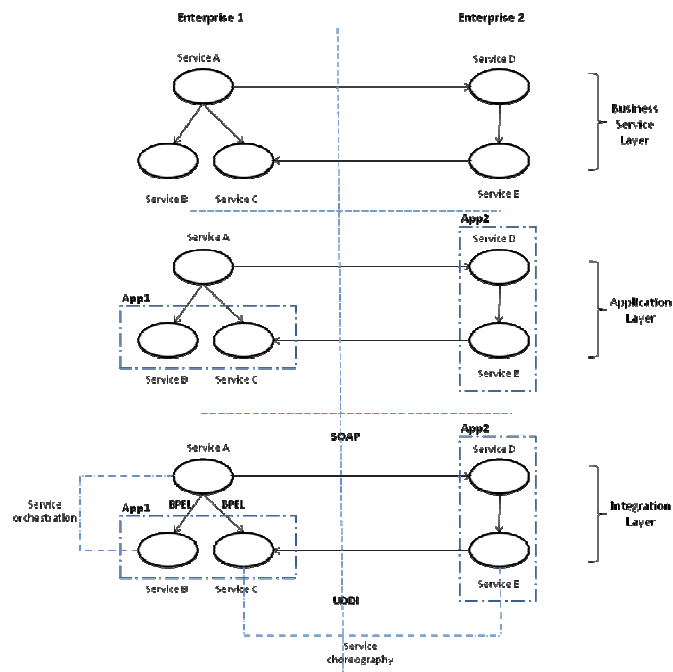 Enterprise 1
Enterprise 2
Service A
Service D
Business
Service
Layer
Service B
Service C
Service E
App2
Service A
Service D
App1
Application
Layer
Service B
Service C
Service E
SOAP
App2
Service A
Service D
Service
orchestration
App1
BPEL
BPEL
Integration
Layer
Service B
Service C
Service E
UDDI
Service
choreography